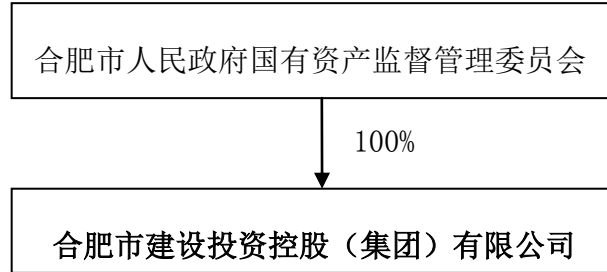 合肥市人民政府国有资产监督管理委员会
100%
合肥市建设投资控股（集团）有限公司